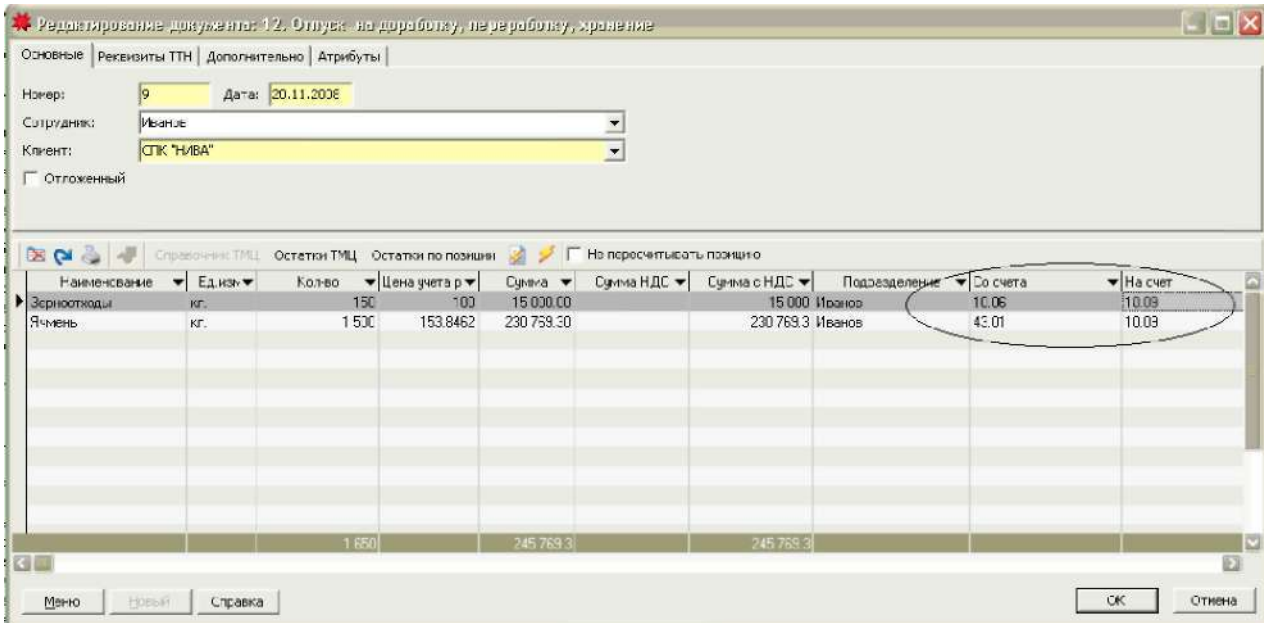 Редактирование документа: 12. Отпуск на доработку, переработку, хранение
Основные Реквизиты ТТН Дополнительно Атрибуты
Номер: 9 Дата: 20.11.2008
Сотрудник: Иванов
Клиент: СПК "НИВА"
Отложенный
Справочник ТМЦ Остатки ТМЦ Остатки по позиции Не пересчитывать позицию
Наименование Ед.изм Кол-во Цена учета р Сумма Сумма НДС Сумма с НДС Подразделение Со счета На счет
Зерноотходы кг. 150 100 15 000.00 15 000 Иванов 10.06 10.09
Ячмень кг. 1 500 153.8462 230 769.30 230 769.3 Иванов 43.01 10.09
1 650 245 769.3 245 769.3
Меню Новый Справка ОК Отмена